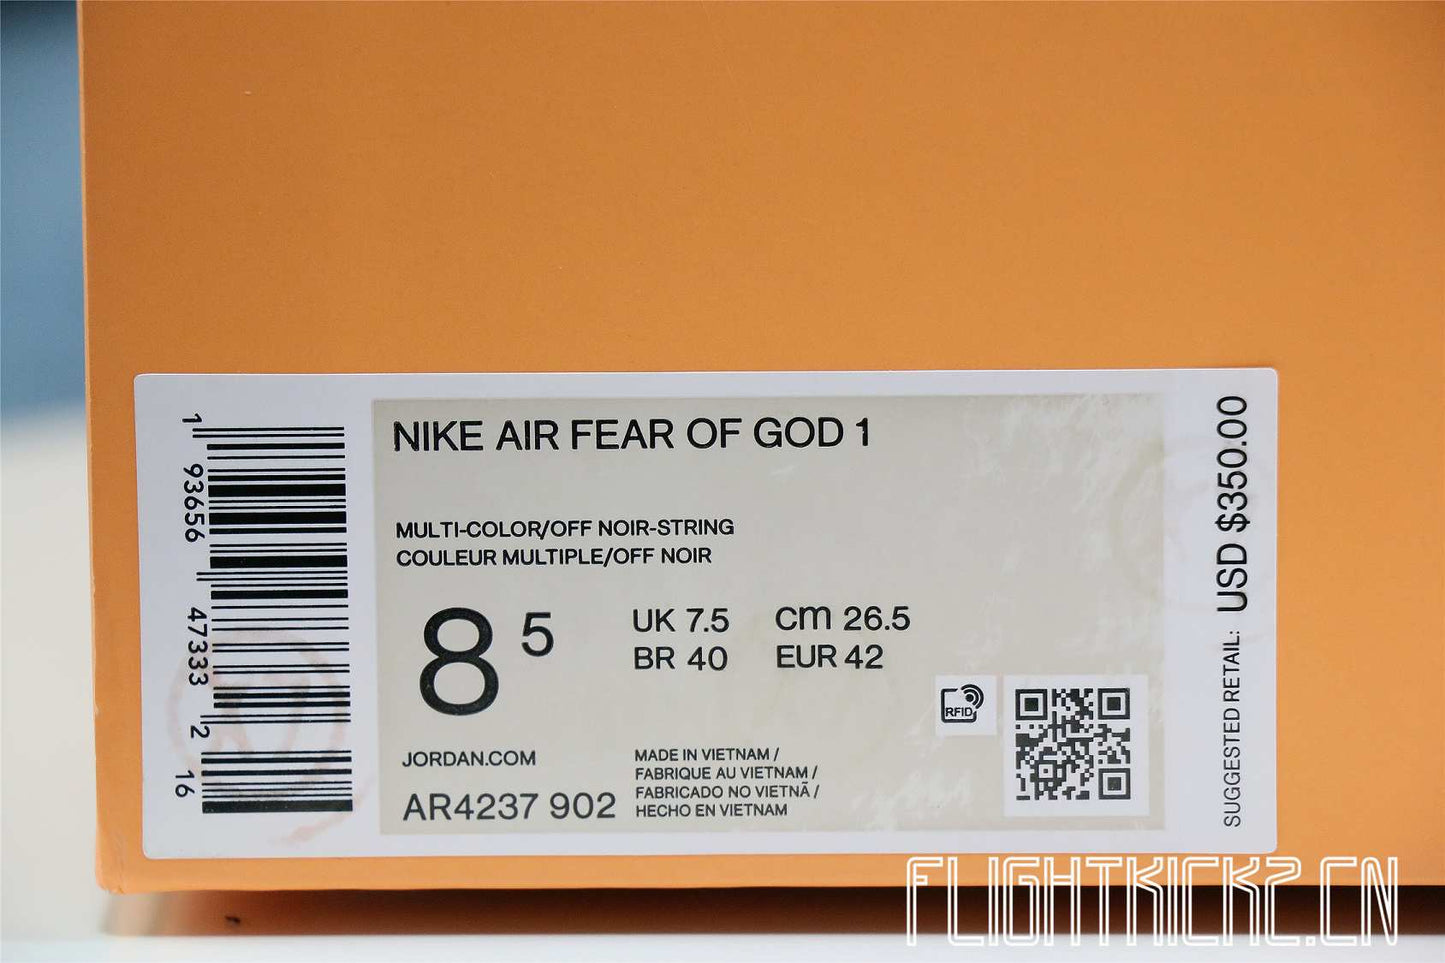 NIKE AIR FEAR OF GOD 1
MULTI-COLOR/OFF NOIR-STRING
COULEUR MULTIPLE/OFF NOIR
8 5
UK 7.5 cm 26.5
BR 40 EUR 42
RFID
JORDAN.COM
AR4237 902
MADE IN VIETNAM /
FABRIQUE AU VIETNAM /
FABRICADO NO VIETNÃ /
HECHO EN VIETNAM
1 93656 47333 2 16
SUGGESTED RETAIL: USD $350.00
FLIGHTKICKZ.CN